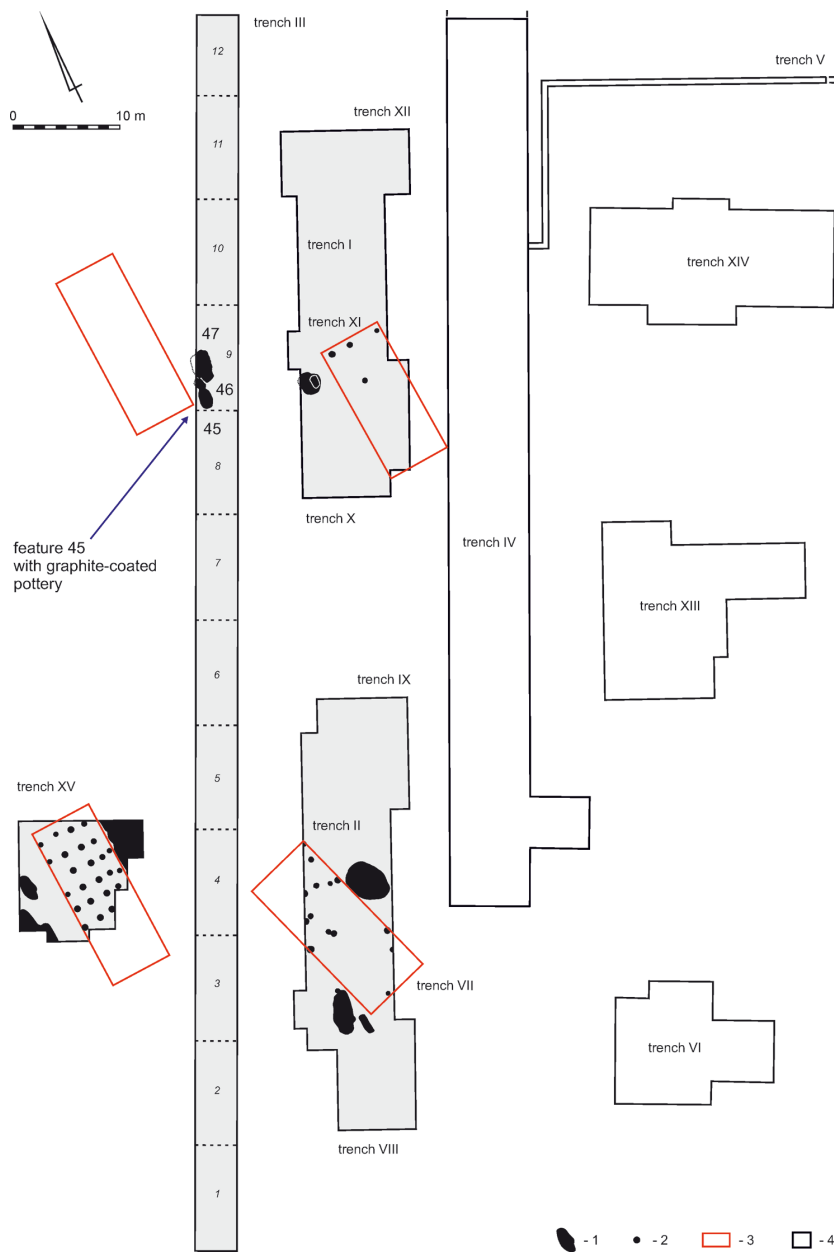 trench III
12
trench V
0 10 m
trench XII
11
trench I
10
trench XIV
trench XI
47
9
46
45
8
trench X
feature 45
with graphite-coated
pottery
trench IV
7
trench XIII
6
trench IX
5
trench XV
trench II
4
3
trench VII
trench VI
2
trench VIII
1
- 1 - 2 - 3 - 4